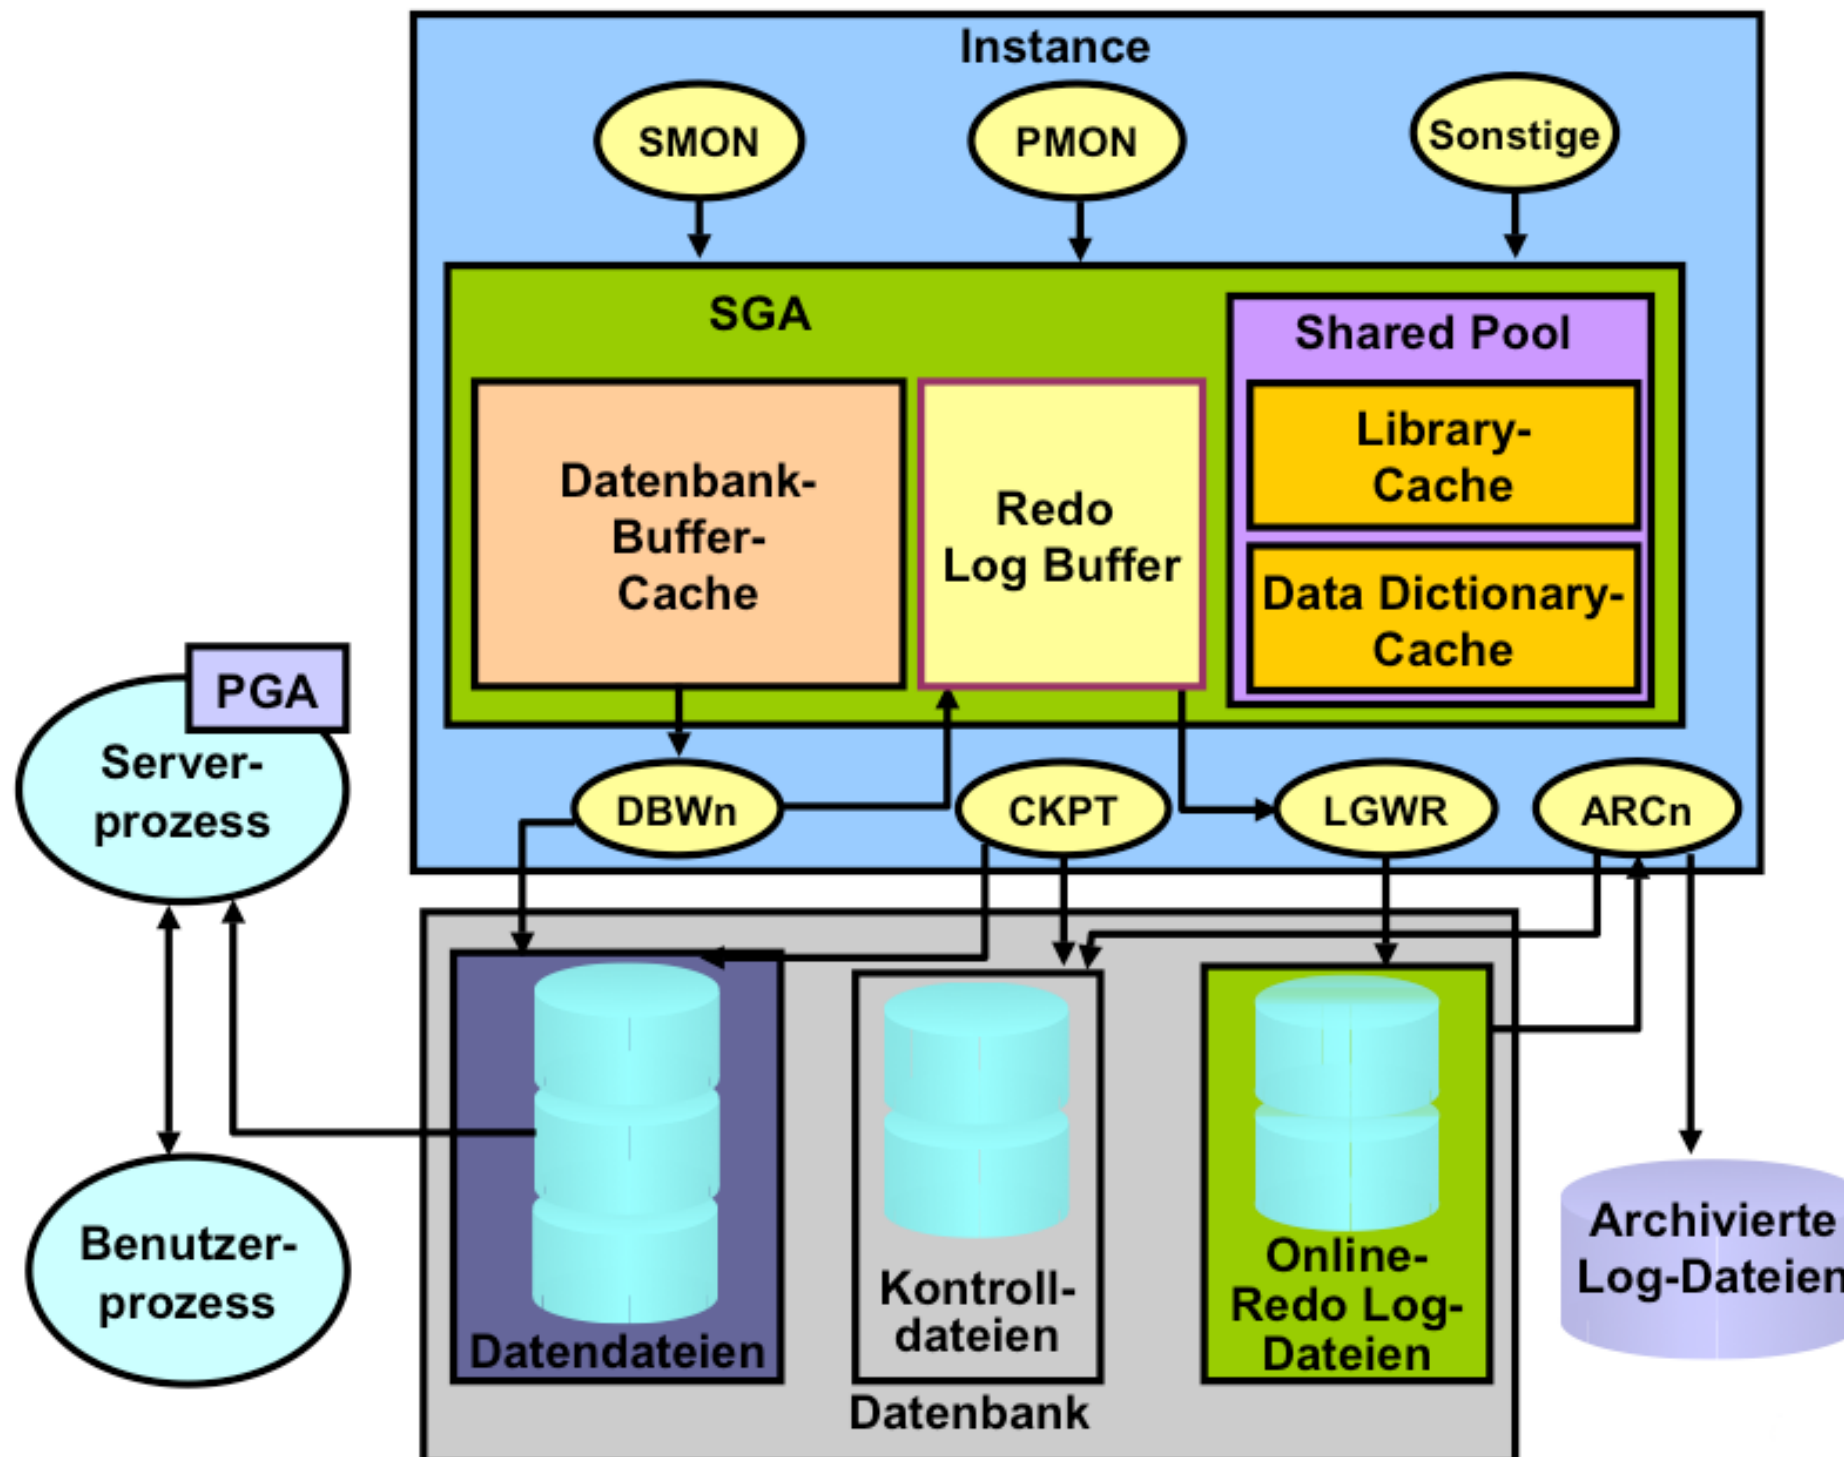 Instance
SMON
PMON
Sonstige
SGA
Shared Pool
Datenbank-
Buffer-
Cache
Redo
Log Buffer
Library-
Cache
Data Dictionary-
Cache
PGA
Server-
prozess
DBWn
CKPT
LGWR
ARCn
Benutzer-
prozess
Datendateien
Kontroll-
dateien
Online-
Redo Log-
Dateien
Archivierte
Log-Dateien
Datenbank